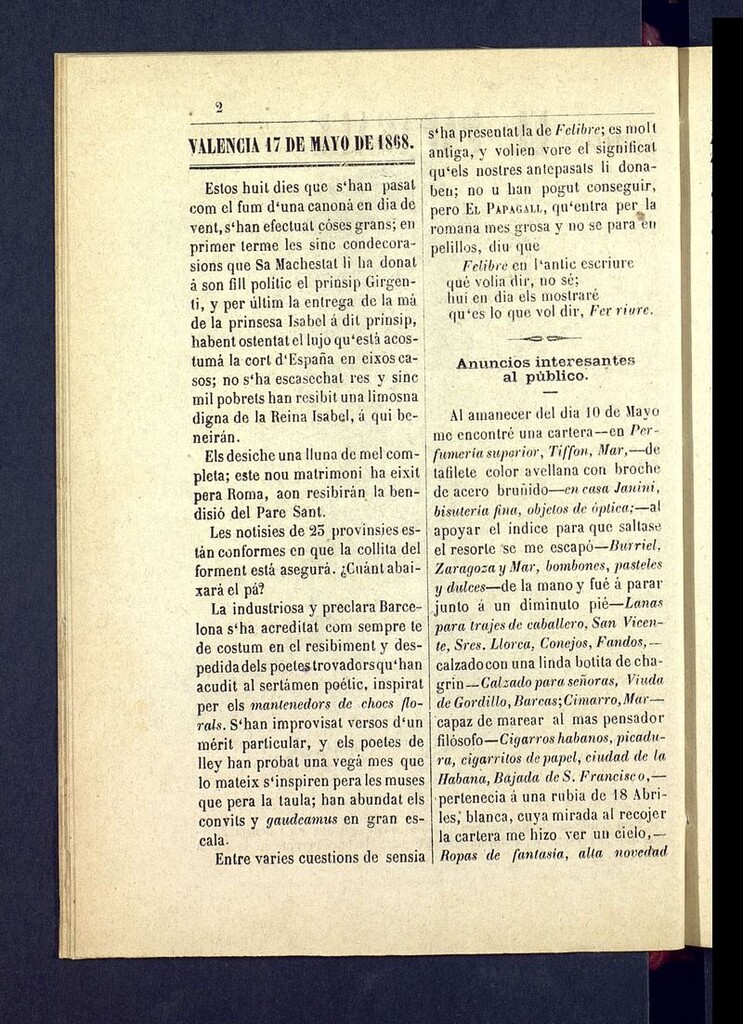 2
VALENCIA 17 DE MAYO DE 1868.
Estos huit dies que s'han pasat
com el fum d'una canoná en dia de
vent, s'han efectuat cóses grans; en
primer terme les sinc condecora-
sions que Sa Machestat li ha donat
á son fill politic el prinsip Girgen-
ti, y per últim la entrega de la má
de la prinsesa Isabel á dit prinsip,
habent ostentat el lujo qu'está acos-
tumá la cort d'España en eixos ca-
sos; no s'ha escasechat res y sinc
mil pobrets han resibit una limosna
digna de la Reina Isabel, á qui be-
neirán.
Els desiche una lluna de mel com-
pleta; este nou matrimoni ha eixit
pera Roma, aon resibirán la ben-
disió del Pare Sant.
Les notisies de 23 provinsies es-
tán conformes en que la collita del
forment está asegurá. ¿Cuánt abai-
xará el pá?
La industriosa y preclara Barce-
lona s'ha acreditat com sempre te
de costum en el resibiment y des-
pedida dels poetes trovadors qu'han
acudit al sertámen poétic, inspirat
per els mantenedors de chocs flo-
rals. S'han improvisat versos d'un
mérit particular, y els poetes de
lley han probat una vegá mes que
lo mateix s'inspiren pera les muses
que pera la taula; han abundat els
convits y gaudeamus en gran es-
cala.
Entre varies cuestions de sensia
s'ha presentat la de Felibre; es molt
antiga, y volien vore el significat
qu'els nostres antepasats li dona-
ben; no u han pogut conseguir,
pero EL PAPAGALL, qu'entra per la
romana mes grosa y no se para en
pelillos, diu que
Felibre en l'antic escriure
qué volia dir, no sé;
hui en dia els mostraré
qu'es lo que vol dir, Fer riure.
Anuncios interesantes
al público.
Al amanecer del dia 10 de Mayo
me encontré una cartera—en Per-
fumería superior, Tiffon, Mar,—de
tafilete color avellana con broche
de acero bruñido—en casa Janini,
bisutería fina, objetos de óptica;—al
apoyar el índice para que saltase
el resorte se me escapó—Burriel,
Zaragoza y Mar, bombones, pasteles
y dulces—de la mano y fué á parar
junto á un diminuto pié—Lanas
para trajes de caballero, San Vicen-
te, Sres. Llorca, Conejos, Fandos,—
calzado con una linda botita de cha-
grin—Calzado para señoras, Viuda
de Gordillo, Barcas; Cimarro, Mar—
capaz de marear al mas pensador
filósofo—Cigarros habanos, picadu-
ra, cigarritos de papel, ciudad de la
Habana, Bajada de S. Francisco,—
pertenecia á una rubia de 18 Abri-
les, blanca, cuya mirada al recojer
la cartera me hizo ver un cielo,—
Ropas de fantasía, alta novedad